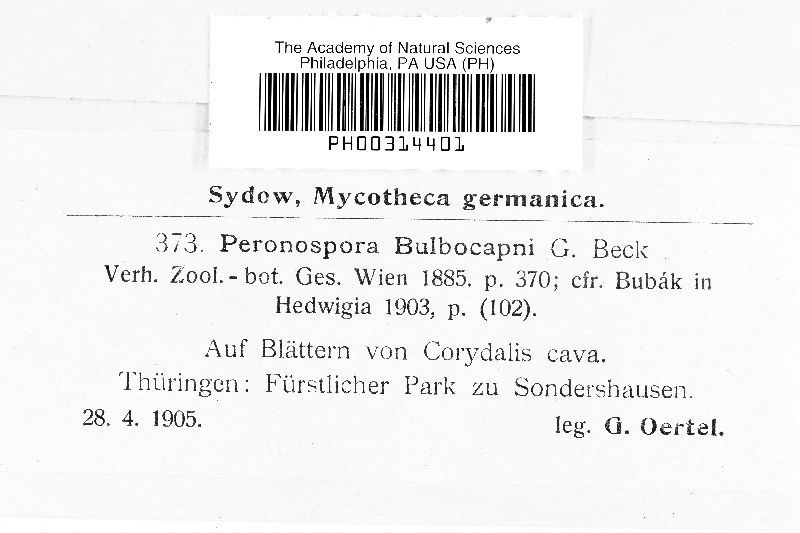 The Academy of Natural Sciences
Philadelphia, PA USA (PH)
PH00314401
Sydow, Mycotheca germanica.
373. Peronospora Bulbocapni G. Beck
Verh. Zool.-bot. Ges. Wien 1885. p. 370; cfr. Bubák in
Hedwigia 1903, p. (102).
Auf Blättern von Corydalis cava.
Thüringen: Fürstlicher Park zu Sondershausen.
28. 4. 1905.
leg. G. Oertel.